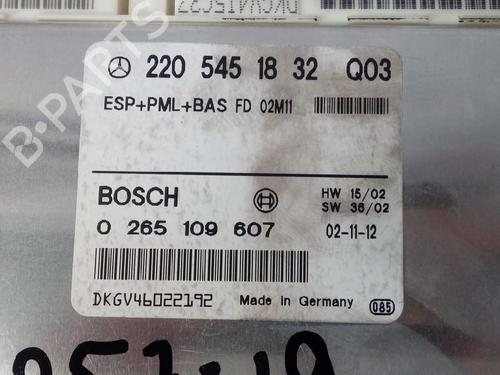 DKGVA15C77
220 545 18 32 Q03
ESP+PML+BAS FD 02M11
BOSCH
HW 15/02
SW 36/02
0 265 109 607
02-11-12
DKGV46022192
Made in Germany
085
B-PARTS